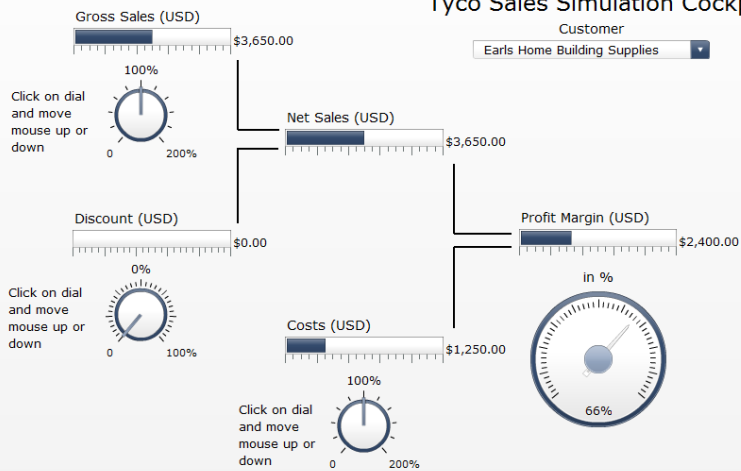 Tyco Sales Simulation Cockp
Customer
Earls Home Building Supplies
Gross Sales (USD)
$3,650.00
100%
Click on dial
and move
mouse up or
down
0
200%
Net Sales (USD)
$3,650.00
Discount (USD)
$0.00
0%
Click on dial
and move
mouse up or
down
0
100%
Profit Margin (USD)
$2,400.00
in %
66%
Costs (USD)
$1,250.00
100%
Click on dial
and move
mouse up or
down
0
200%